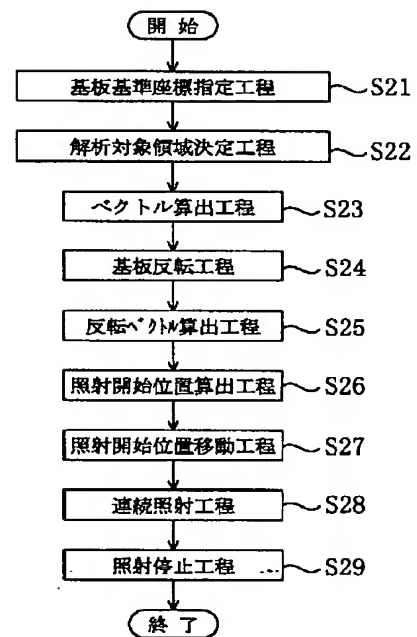 開 始
基板基準座標指定工程 S21
解析対象領域決定工程 S22
ベクトル算出工程 S23
基板反転工程 S24
反転ベクトル算出工程 S25
照射開始位置算出工程 S26
照射開始位置移動工程 S27
連続照射工程 S28
照射停止工程 S29
終 了